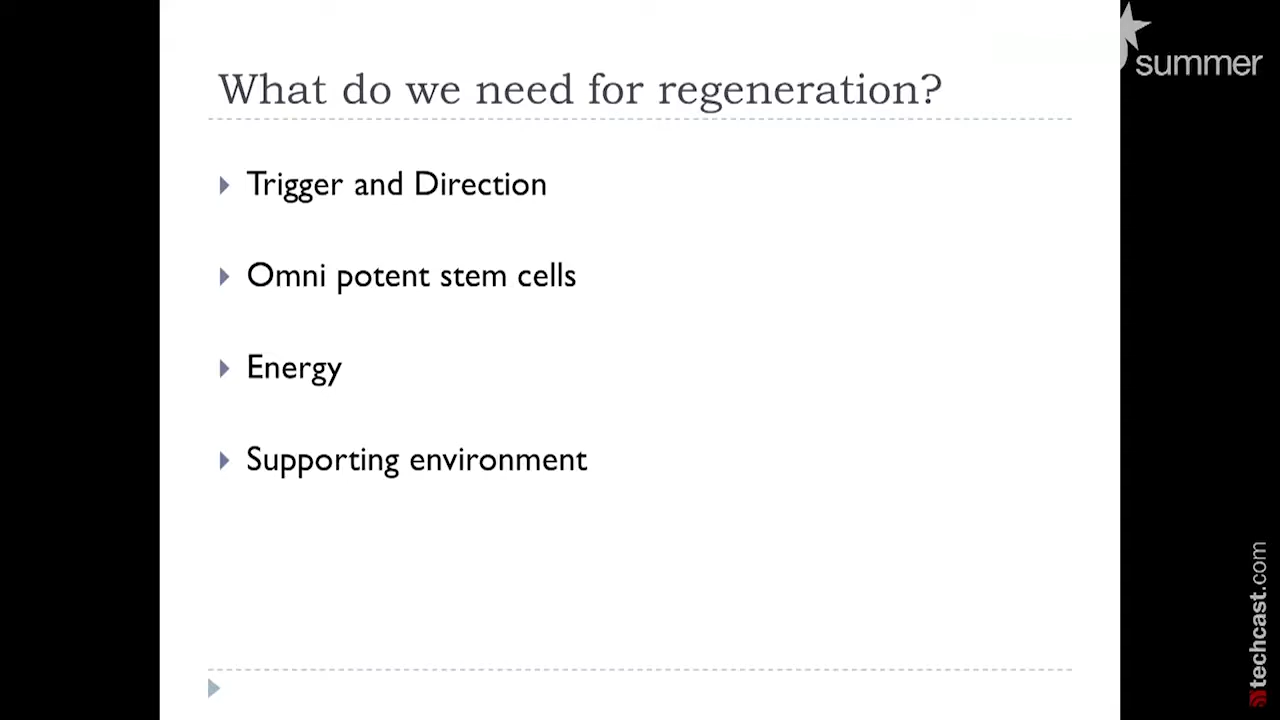 What do we need for regeneration?
Trigger and Direction
Omni potent stem cells
Energy
Supporting environment
summer
techcast.com